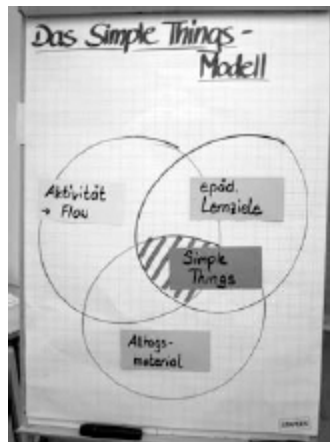 Das Simple Things -
Modell
Aktivität
→ Flow
epäd.
Lernziele
Simple
Things
Alltags-
material